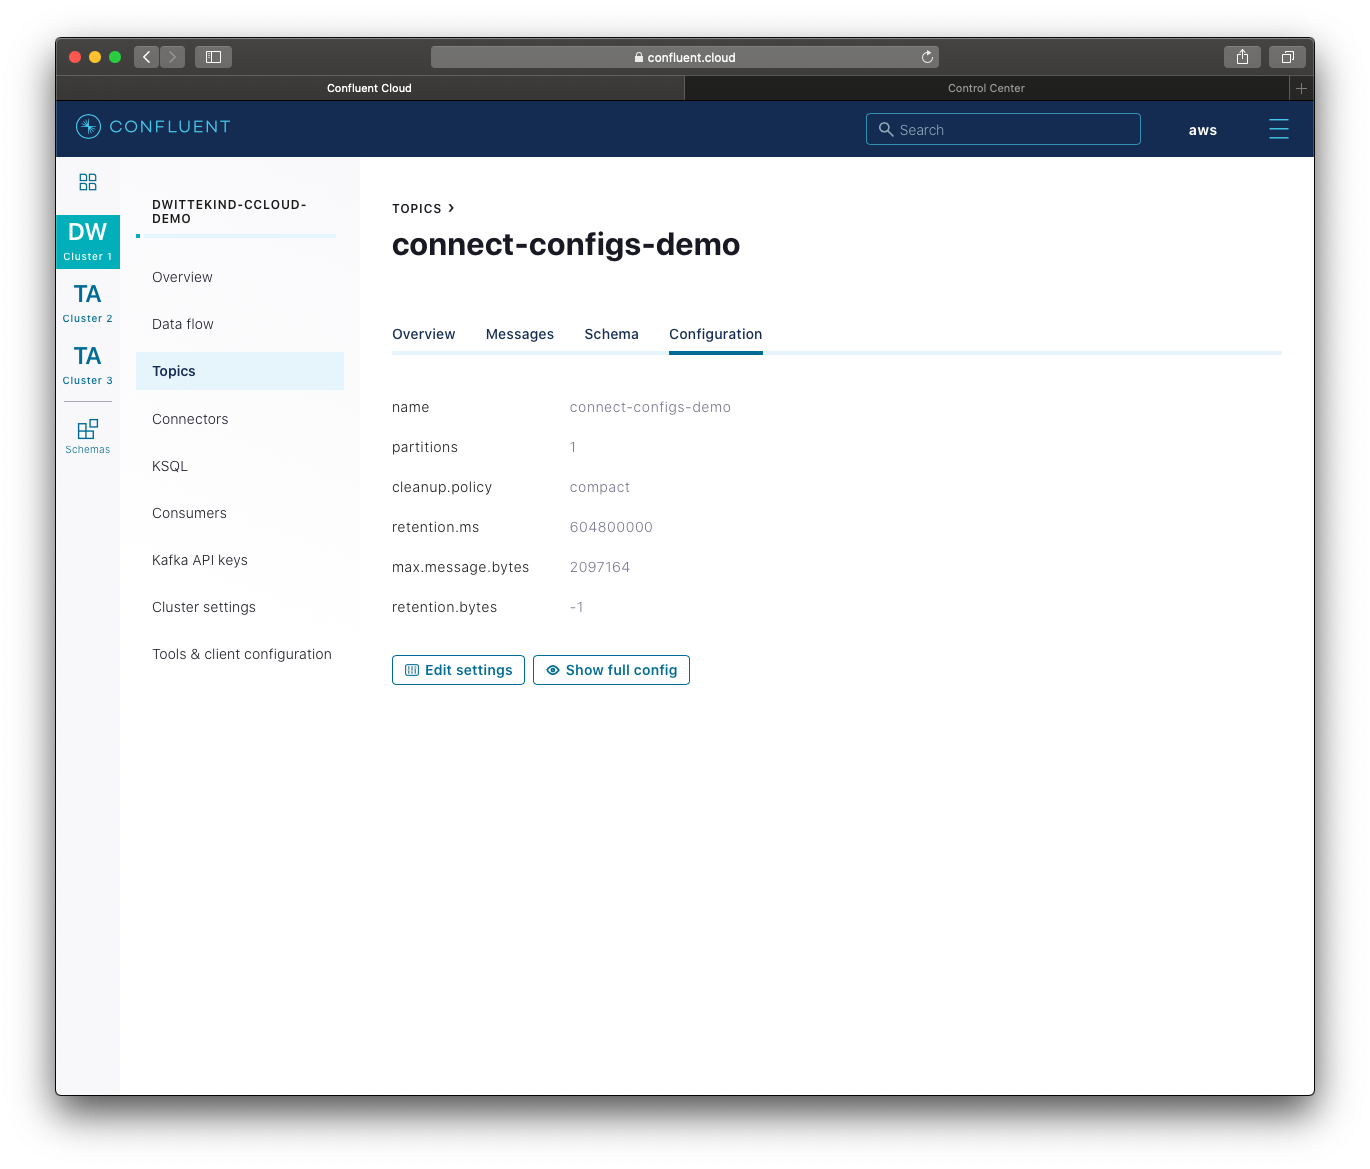 confluent.cloud
Confluent Cloud
Control Center
CONFLUENT
Search
aws
DW
Cluster 1
TA
Cluster 2
TA
Cluster 3
Schemas
DWITTEKIND-CCLOUD-
DEMO
Overview
Data flow
Topics
Connectors
KSQL
Consumers
Kafka API keys
Cluster settings
Tools & client configuration
TOPICS ›
connect-configs-demo
Overview Messages Schema Configuration
name connect-configs-demo
partitions 1
cleanup.policy compact
retention.ms 604800000
max.message.bytes 2097164
retention.bytes -1
Edit settings Show full config